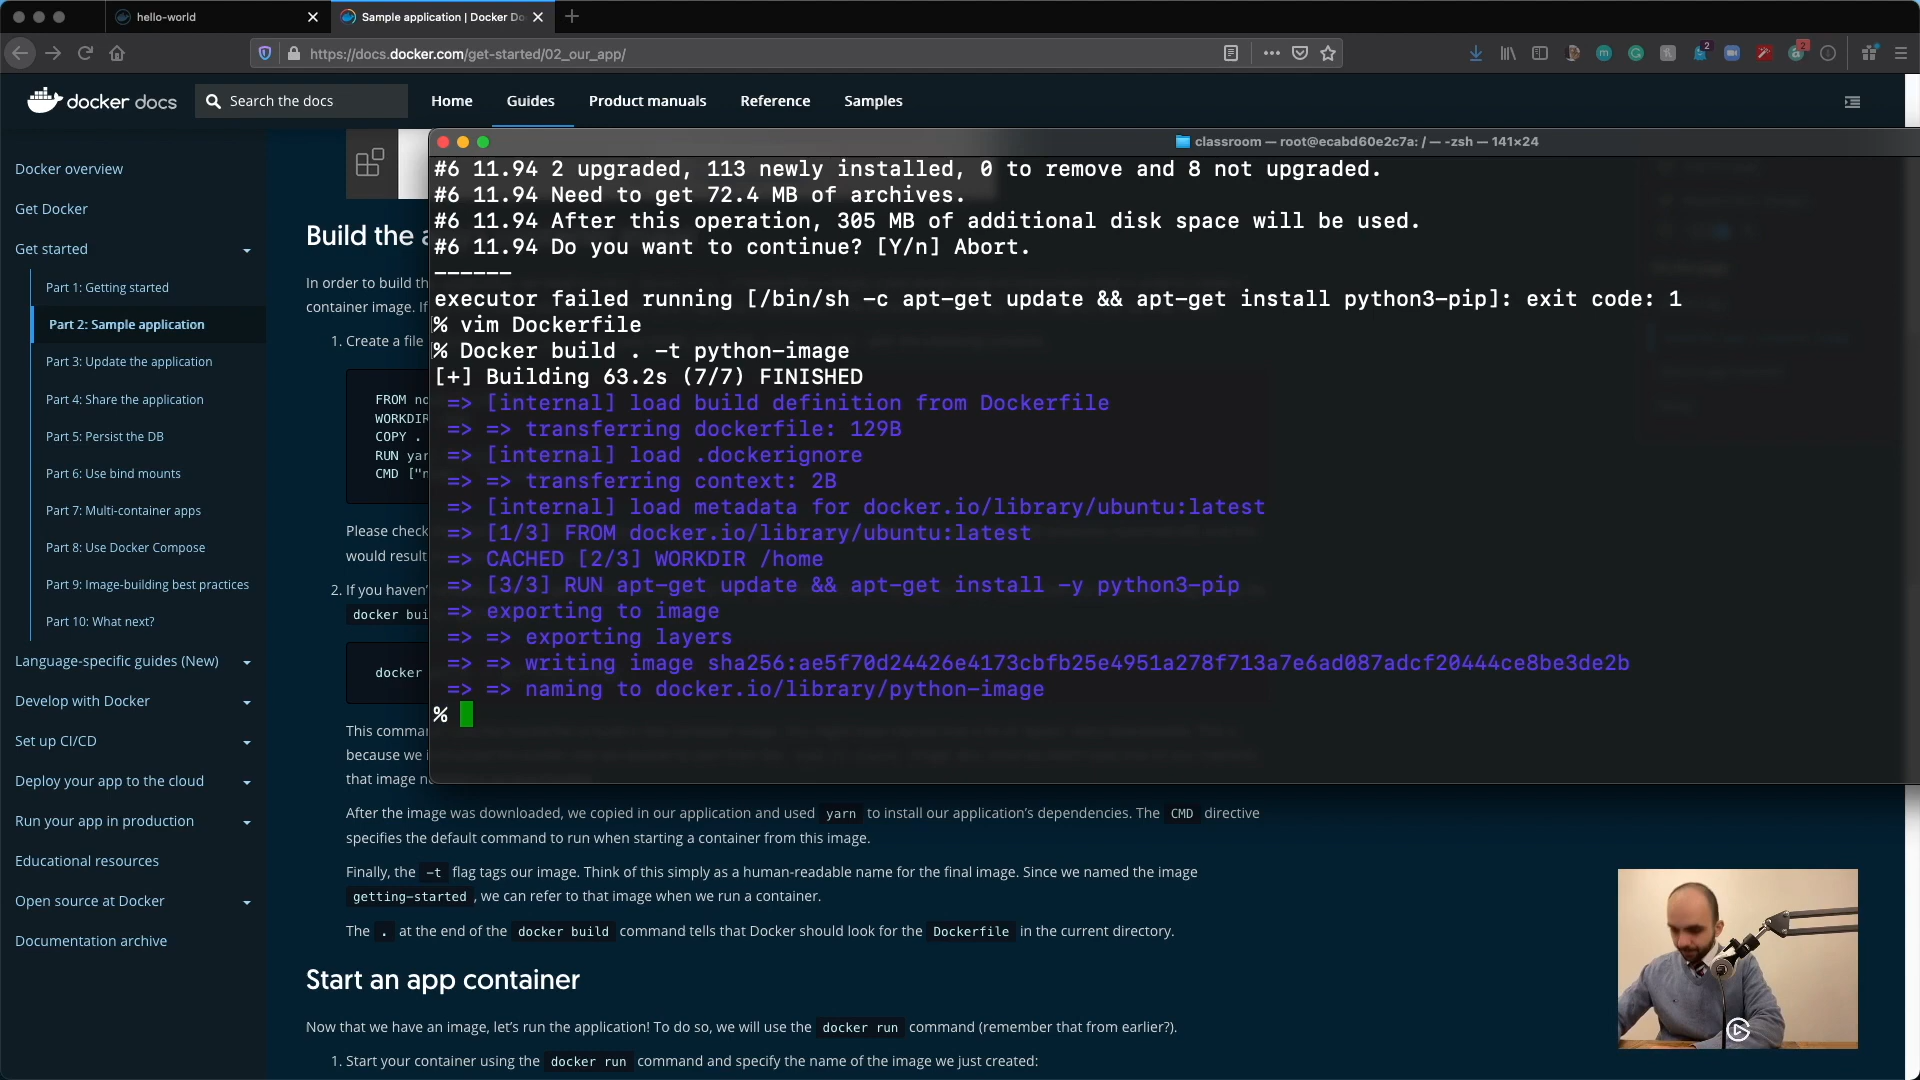 hello-world
Sample application | Docker Do
https://docs.docker.com/get-started/02_our_app/
2
2
docker docs
Search the docs
Home
Guides
Product manuals
Reference
Samples
Docker overview
Get Docker
Get started
Part 1: Getting started
Part 2: Sample application
Part 3: Update the application
Part 4: Share the application
Part 5: Persist the DB
Part 6: Use bind mounts
Part 7: Multi-container apps
Part 8: Use Docker Compose
Part 9: Image-building best practices
Part 10: What next?
Language-specific guides (New)
Develop with Docker
Set up CI/CD
Deploy your app to the cloud
Run your app in production
Educational resources
Open source at Docker
Documentation archive
Build the
In order to build th
container image. If
1. Create a file
FROM no
WORKDIR
COPY .
RUN yar
CMD ["n
Please check
would result
2. If you haven'
docker bui
docker
This comman
because we i
that image n
After the image was downloaded, we copied in our application and used yarn to install our application's dependencies. The CMD directive
specifies the default command to run when starting a container from this image.
Finally, the -t flag tags our image. Think of this simply as a human-readable name for the final image. Since we named the image
getting-started, we can refer to that image when we run a container.
The . at the end of the docker build command tells that Docker should look for the Dockerfile in the current directory.
Start an app container
Now that we have an image, let's run the application! To do so, we will use the docker run command (remember that from earlier?).
1. Start your container using the docker run command and specify the name of the image we just created:
classroom — root@ecabd60e2c7a: / — -zsh — 141×24
#6 11.94 2 upgraded, 113 newly installed, 0 to remove and 8 not upgraded.
#6 11.94 Need to get 72.4 MB of archives.
#6 11.94 After this operation, 305 MB of additional disk space will be used.
#6 11.94 Do you want to continue? [Y/n] Abort.
------
executor failed running [/bin/sh -c apt-get update && apt-get install python3-pip]: exit code: 1
% vim Dockerfile
% Docker build . -t python-image
[+] Building 63.2s (7/7) FINISHED
=> [internal] load build definition from Dockerfile
=> => transferring dockerfile: 129B
=> [internal] load .dockerignore
=> => transferring context: 2B
=> [internal] load metadata for docker.io/library/ubuntu:latest
=> [1/3] FROM docker.io/library/ubuntu:latest
=> CACHED [2/3] WORKDIR /home
=> [3/3] RUN apt-get update && apt-get install -y python3-pip
=> exporting to image
=> => exporting layers
=> => writing image sha256:ae5f70d24426e4173cbfb25e4951a278f713a7e6ad087adcf20444ce8be3de2b
=> => naming to docker.io/library/python-image
%